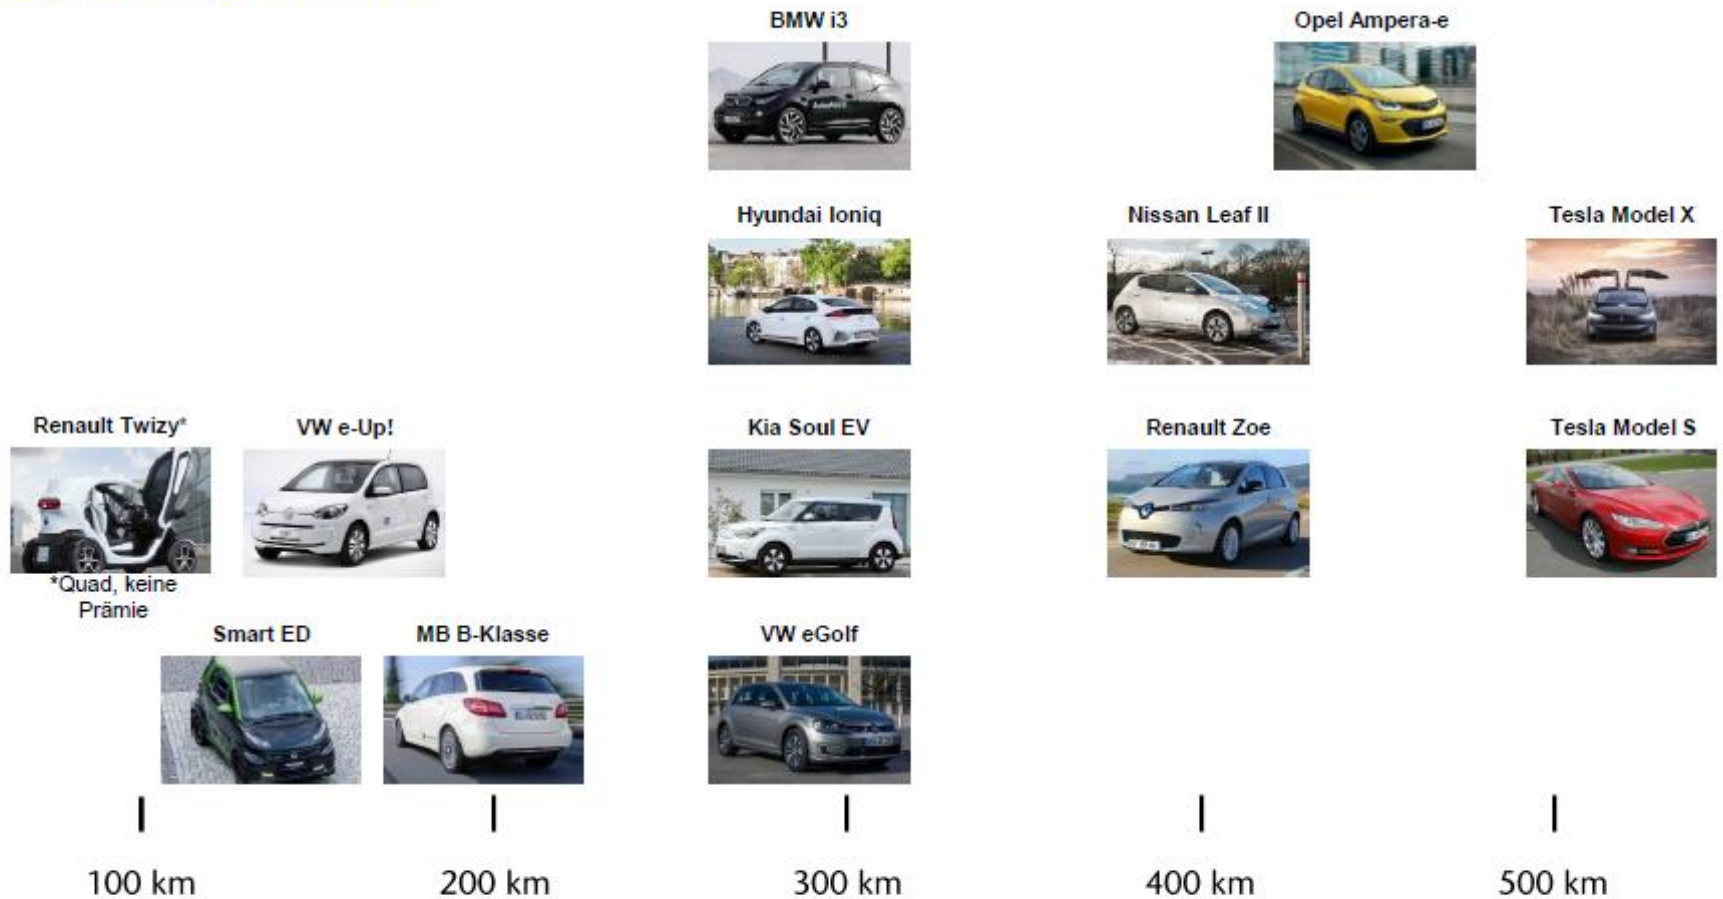 BMW i3
Opel Ampera-e
Hyundai Ioniq
Nissan Leaf II
Tesla Model X
Renault Twizy*
VW e-Up!
Kia Soul EV
Renault Zoe
Tesla Model S
*Quad, keine
Prämie
Smart ED
MB B-Klasse
VW eGolf
100 km
200 km
300 km
400 km
500 km